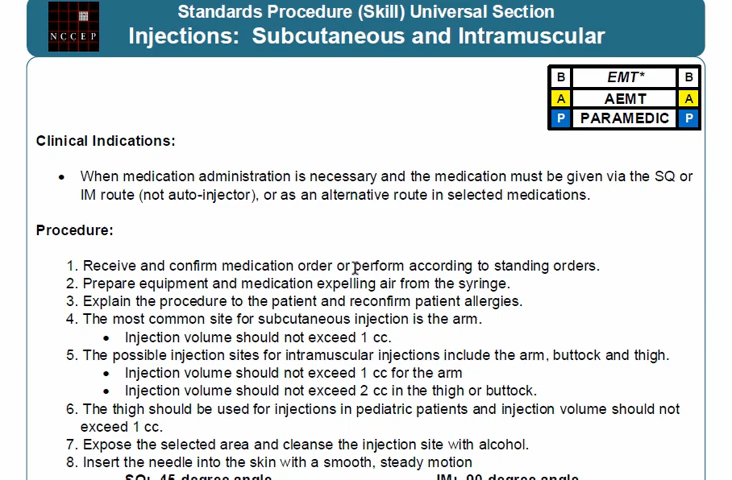 Standards Procedure (Skill) Universal Section
Injections: Subcutaneous and Intramuscular
NCCEP
B EMT* B
A AEMT A
P PARAMEDIC P
Clinical Indications:
• When medication administration is necessary and the medication must be given via the SQ or
IM route (not auto-injector), or as an alternative route in selected medications.
Procedure:
1. Receive and confirm medication order or perform according to standing orders.
2. Prepare equipment and medication expelling air from the syringe.
3. Explain the procedure to the patient and reconfirm patient allergies.
4. The most common site for subcutaneous injection is the arm.
• Injection volume should not exceed 1 cc.
5. The possible injection sites for intramuscular injections include the arm, buttock and thigh.
• Injection volume should not exceed 1 cc for the arm
• Injection volume should not exceed 2 cc in the thigh or buttock.
6. The thigh should be used for injections in pediatric patients and injection volume should not
exceed 1 cc.
7. Expose the selected area and cleanse the injection site with alcohol.
8. Insert the needle into the skin with a smooth, steady motion
SQ: 45-degree angle IM: 90-degree angle